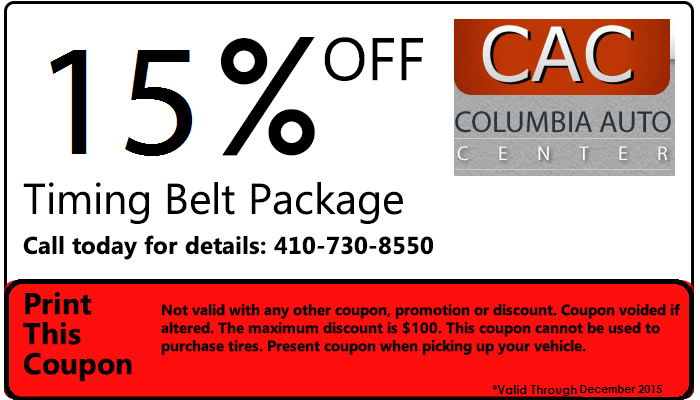 15% OFF
CAC
COLUMBIA AUTO
CENTER
Timing Belt Package
Call today for details: 410-730-8550
Print
This
Coupon
Not valid with any other coupon, promotion or discount. Coupon voided if
altered. The maximum discount is $100. This coupon cannot be used to
purchase tires. Present coupon when picking up your vehicle.
*Valid Through December 2015